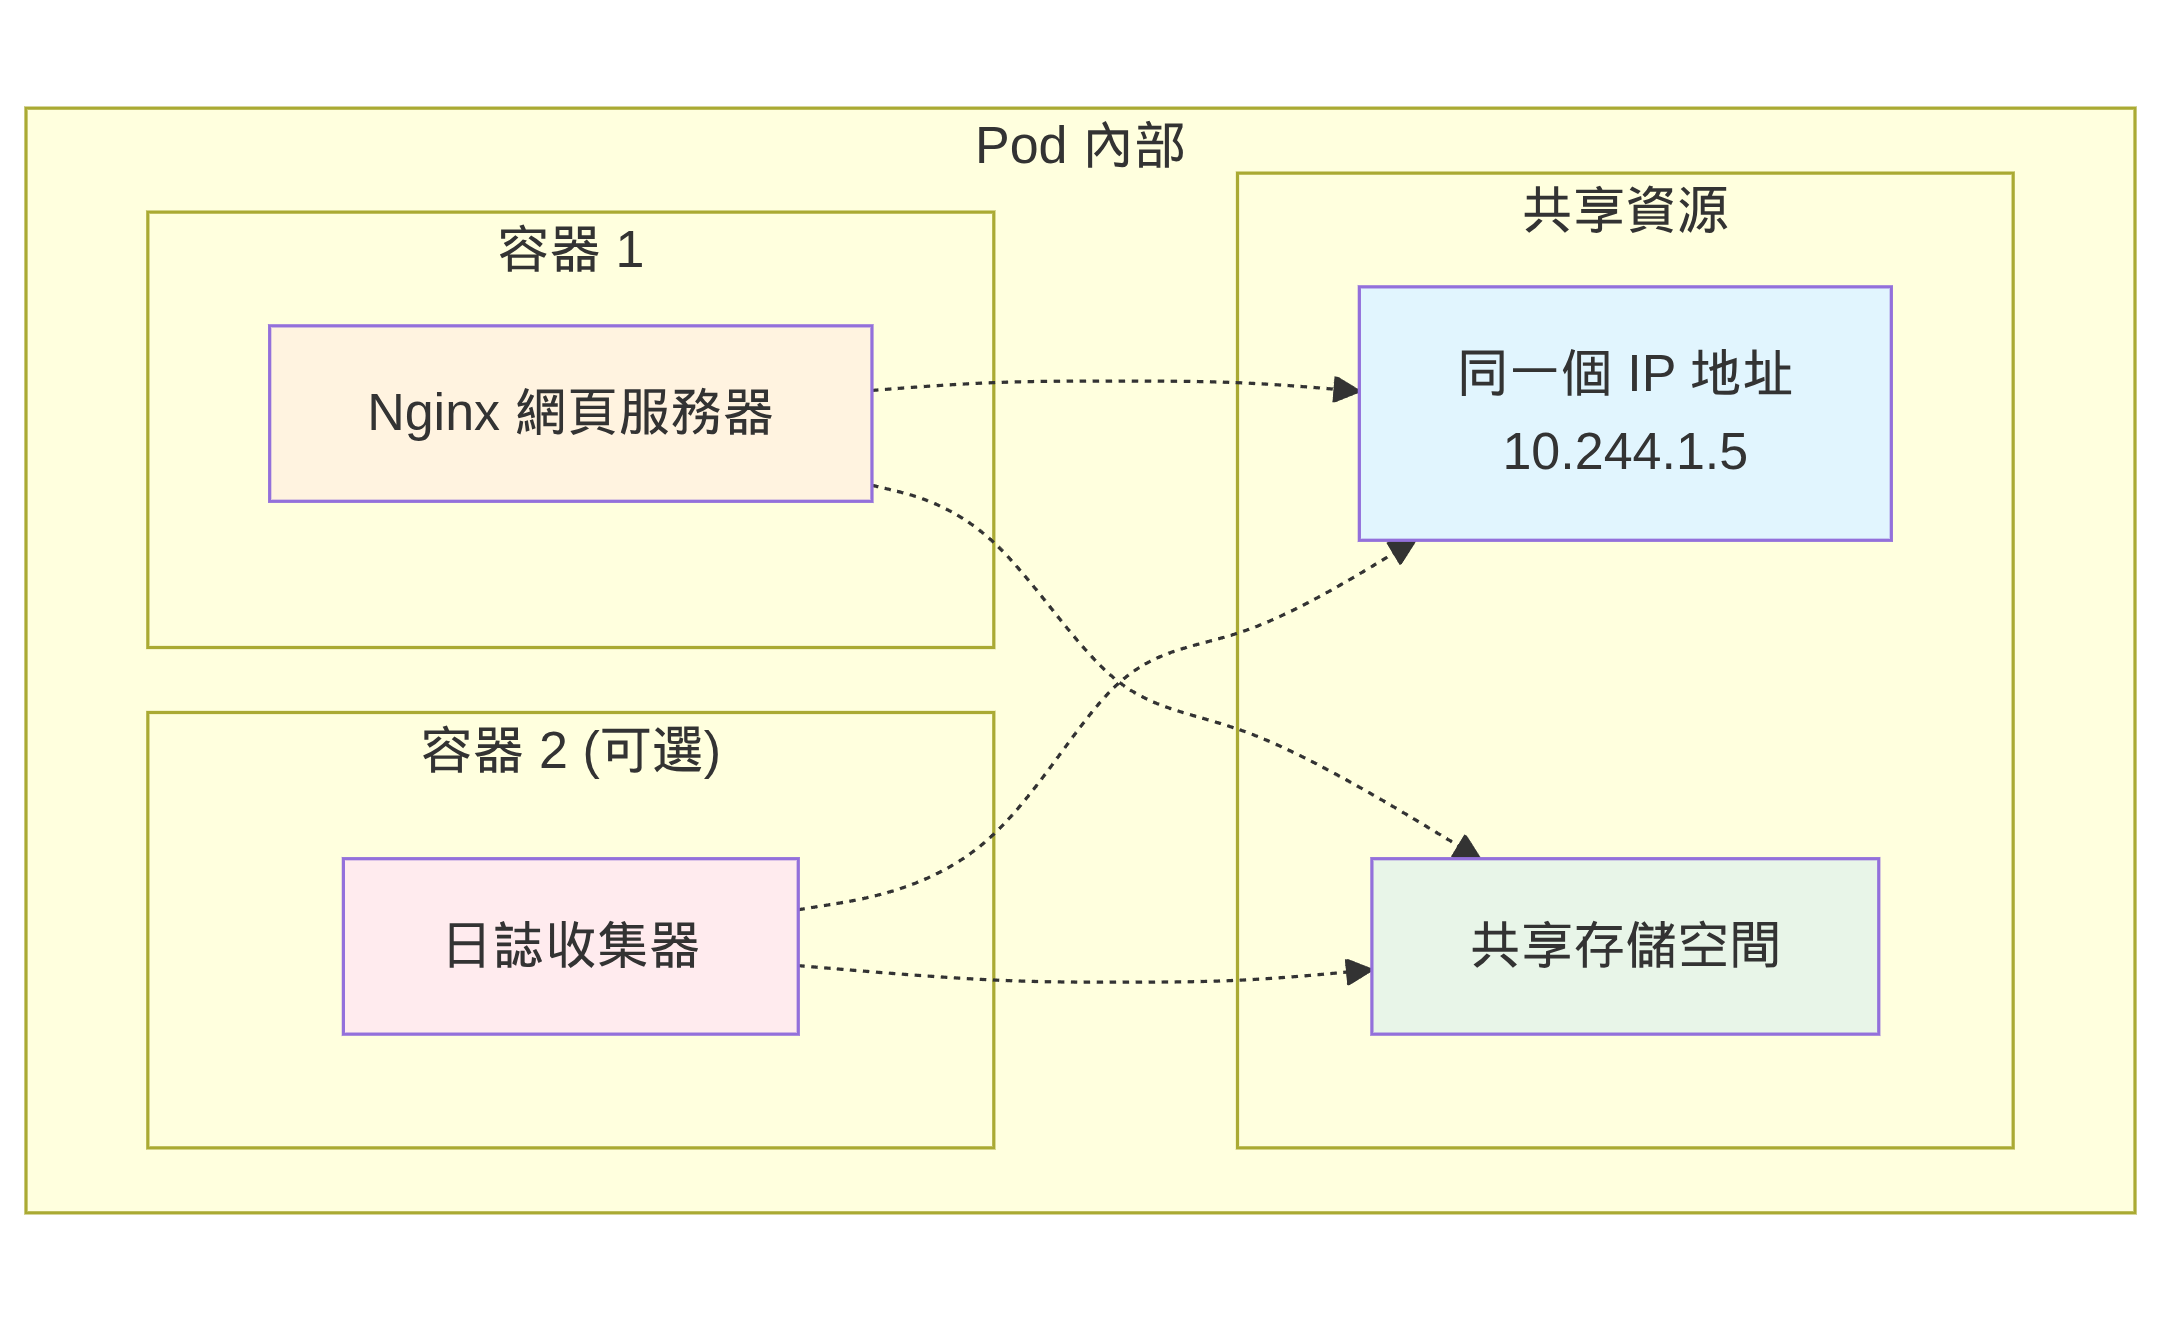 Pod 內部
容器 1
Nginx 網頁服務器
容器 2 (可選)
日誌收集器
共享資源
同一個 IP 地址
10.244.1.5
共享存儲空間